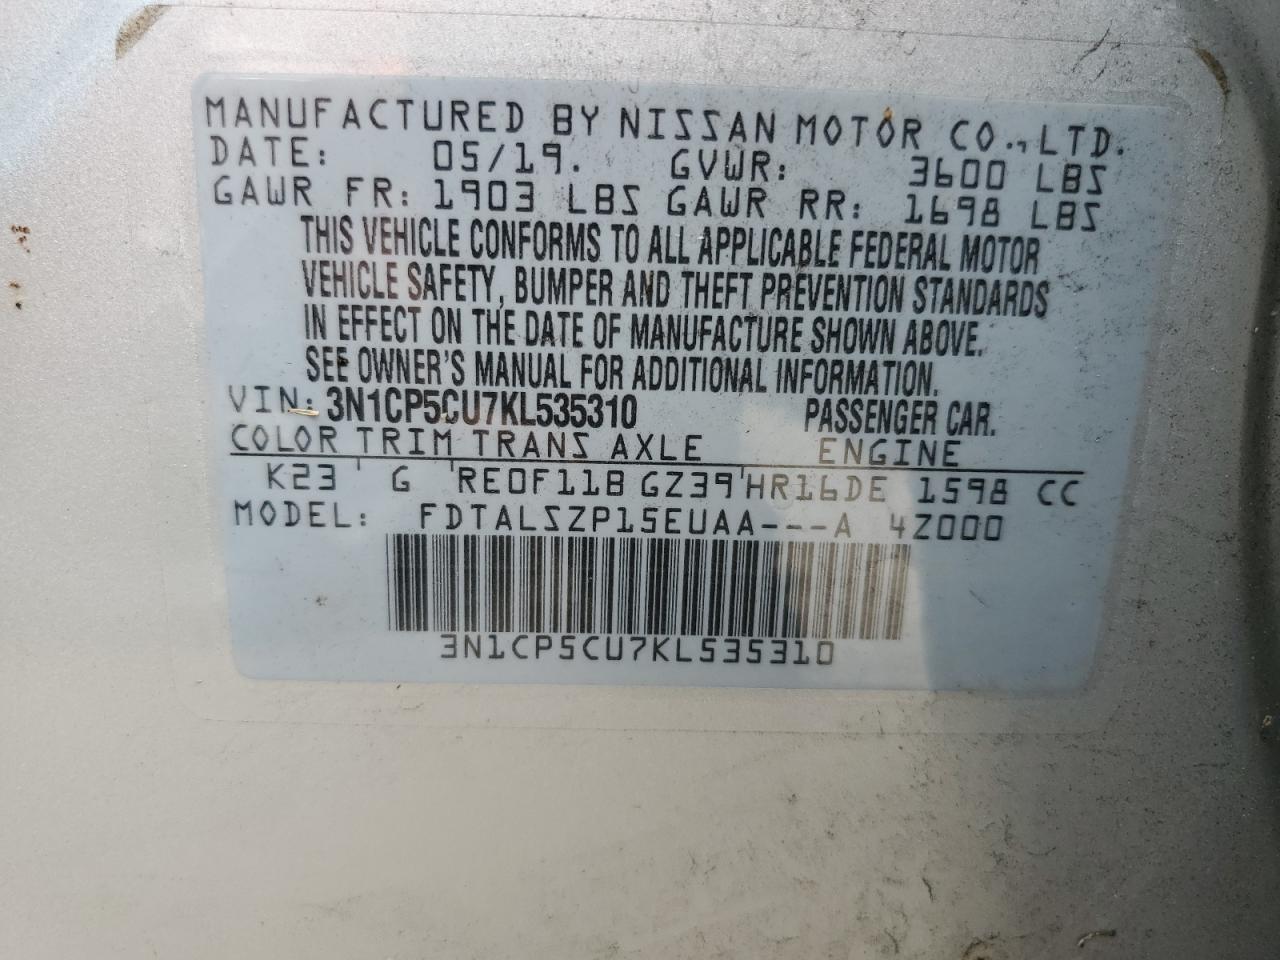 MANUFACTURED BY NISSAN MOTOR CO., LTD.
DATE: 05/19. GVWR: 3600 LBS
GAWR FR: 1903 LBS GAWR RR: 1698 LBS
THIS VEHICLE CONFORMS TO ALL APPLICABLE FEDERAL MOTOR
VEHICLE SAFETY, BUMPER AND THEFT PREVENTION STANDARDS
IN EFFECT ON THE DATE OF MANUFACTURE SHOWN ABOVE.
SEE OWNER'S MANUAL FOR ADDITIONAL INFORMATION.
VIN: 3N1CP5CU7KL535310 PASSENGER CAR.
COLOR TRIM TRANS AXLE ENGINE
K23 G RE0F11B GZ39 HR16DE 1598 CC
MODEL: FDTALSZP15EUAA---A 4Z000
3N1CP5CU7KL535310